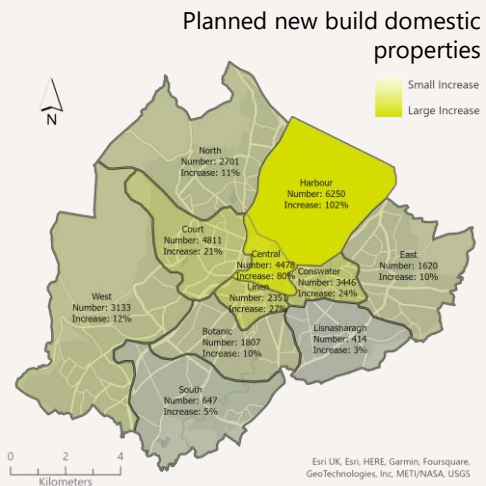 Planned new build domestic
properties
Small Increase
Large Increase
N
North
Number: 2701
Increase: 11%
Harbour
Number: 6250
Increase: 102%
Court
Number: 4811
Increase: 21%
Central
Number: 4478
Increase: 80%
East
Number: 1620
Increase: 10%
Conswater
Number: 3446
Increase: 24%
Linen
Number: 2351
Increase: 27%
West
Number: 3133
Increase: 12%
Botanic
Number: 1807
Increase: 10%
Lisnasharagh
Number: 414
Increase: 3%
South
Number: 647
Increase: 5%
0 2 4
Kilometers
Esri UK, Esri, HERE, Garmin, Foursquare,
GeoTechnologies, Inc, METI/NASA, USGS